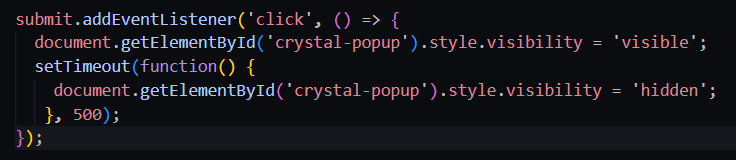 submit.addEventListener('click', () => {
  document.getElementById('crystal-popup').style.visibility = 'visible';
  setTimeout(function() {
    document.getElementById('crystal-popup').style.visibility = 'hidden';
   }, 500);
});